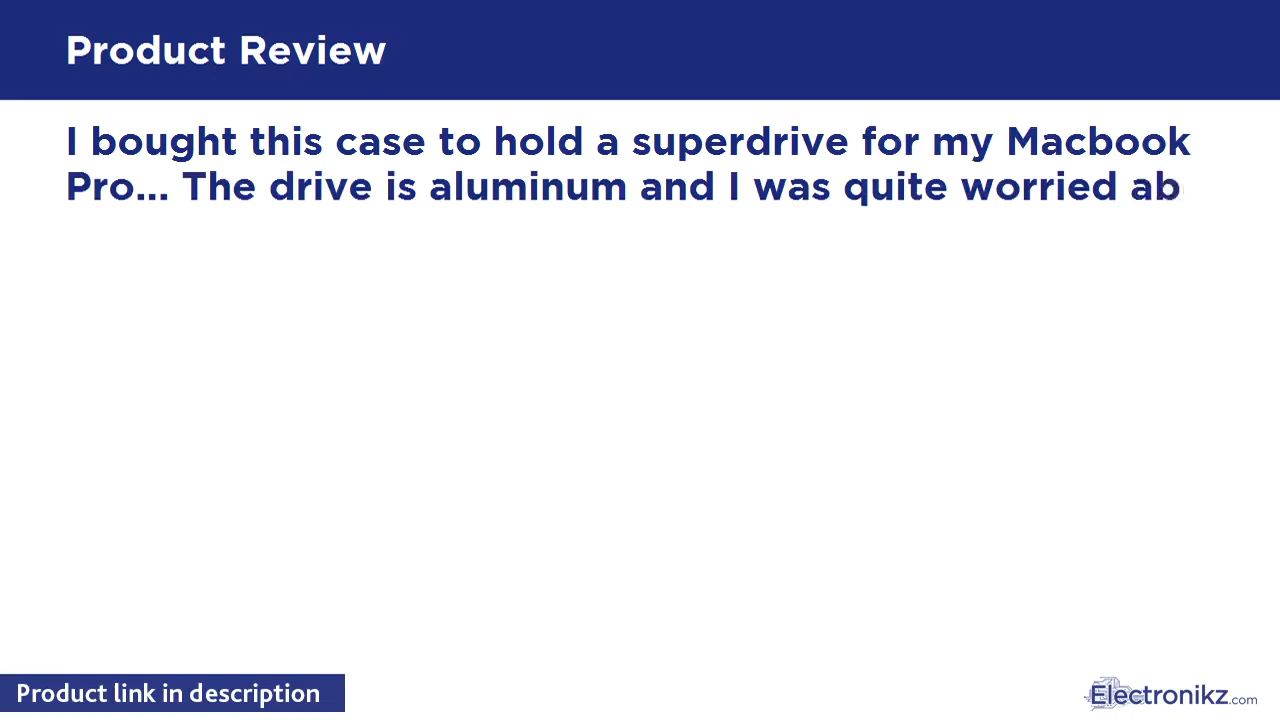 Product Review
I bought this case to hold a superdrive for my Macbook
Pro... The drive is aluminum and I was quite worried ab
Product link in description
Electronikz.com